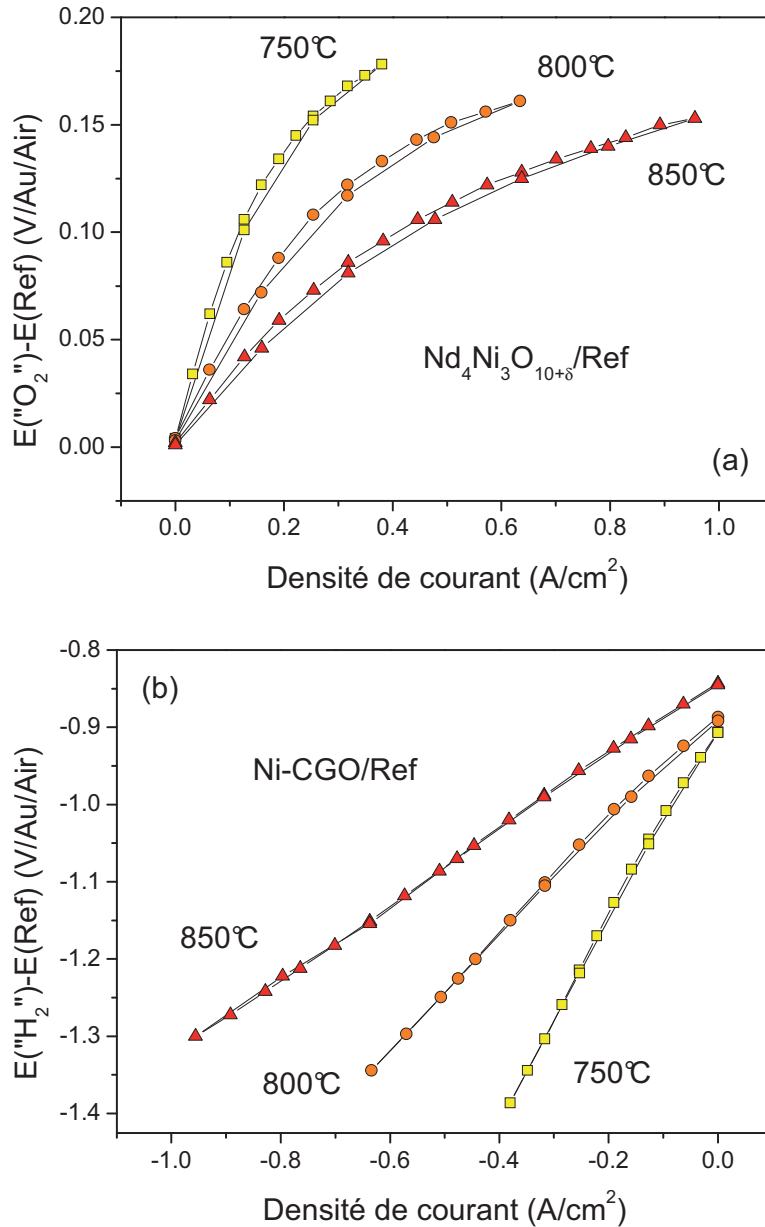 0.20
0.15
0.10
0.05
0.00
E("O₂")-E(Ref) (V/Au/Air)
750℃
800℃
850℃
Nd₄Ni₃O₁₀₊δ/Ref
(a)
0.0 0.2 0.4 0.6 0.8 1.0
Densité de courant (A/cm²)
-0.8
-0.9
-1.0
-1.1
-1.2
-1.3
-1.4
E("H₂")-E(Ref) (V/Au/Air)
(b)
Ni-CGO/Ref
850℃
800℃
750℃
-1.0 -0.8 -0.6 -0.4 -0.2 0.0
Densité de courant (A/cm²)